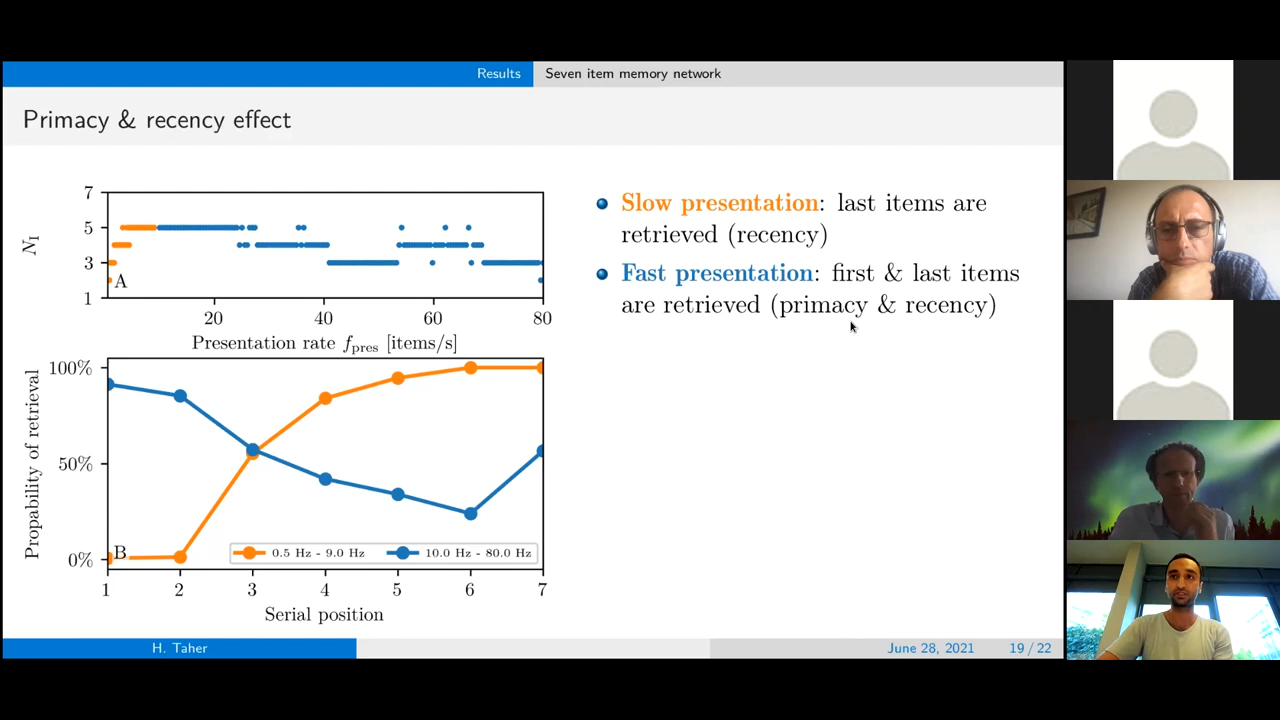 Results
Seven item memory network
Primacy & recency effect
7
5
3
1
N_I
A
20 40 60 80
Presentation rate f_pres [items/s]
100%
50%
0%
Propability of retrieval
B
0.5 Hz - 9.0 Hz
10.0 Hz - 80.0 Hz
1 2 3 4 5 6 7
Serial position
Slow presentation: last items are
retrieved (recency)
Fast presentation: first & last items
are retrieved (primacy & recency)
H. Taher
June 28, 2021
19 / 22